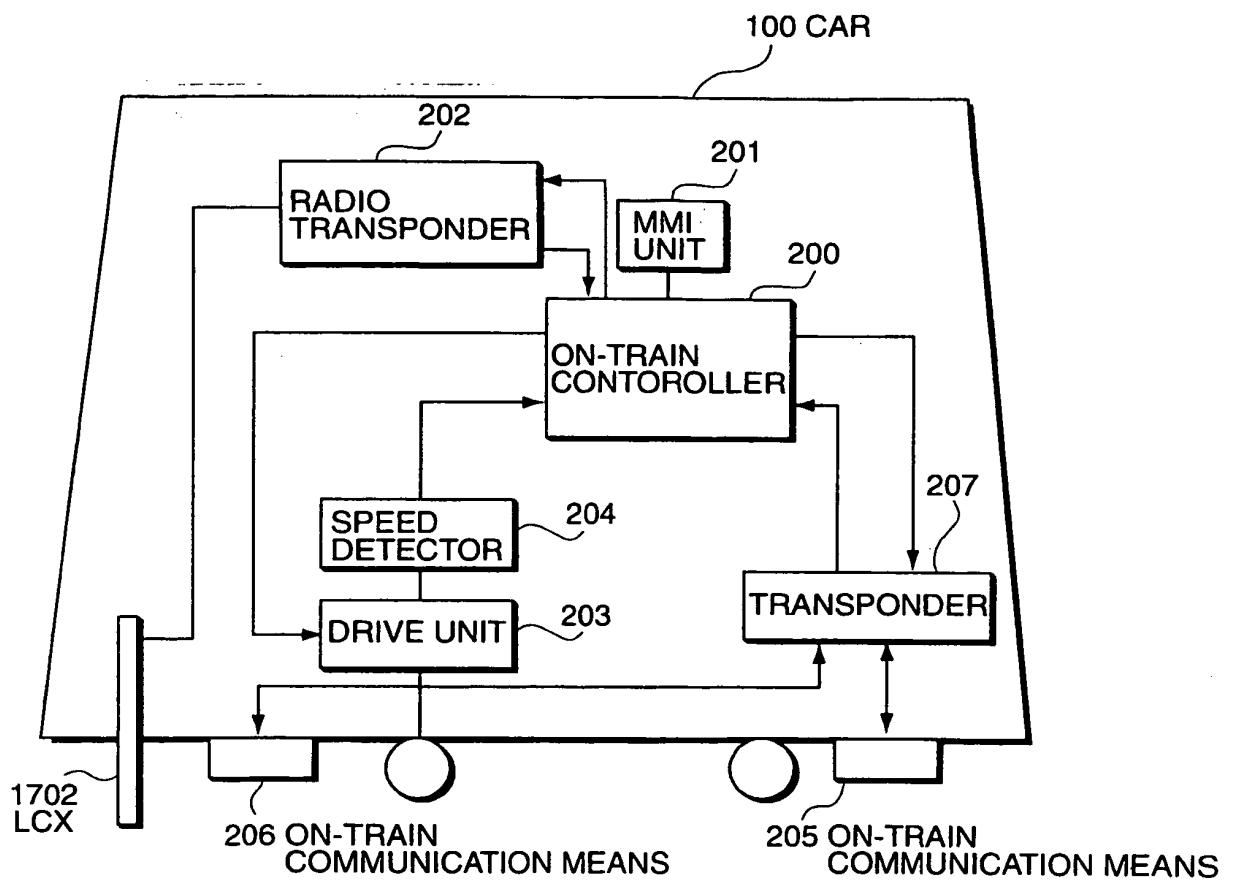 100 CAR
202
RADIO
TRANSPONDER
201
MMI
UNIT
200
ON-TRAIN
CONTOROLLER
204
SPEED
DETECTOR
207
TRANSPONDER
203
DRIVE UNIT
1702
LCX
206 ON-TRAIN
COMMUNICATION MEANS
205 ON-TRAIN
COMMUNICATION MEANS